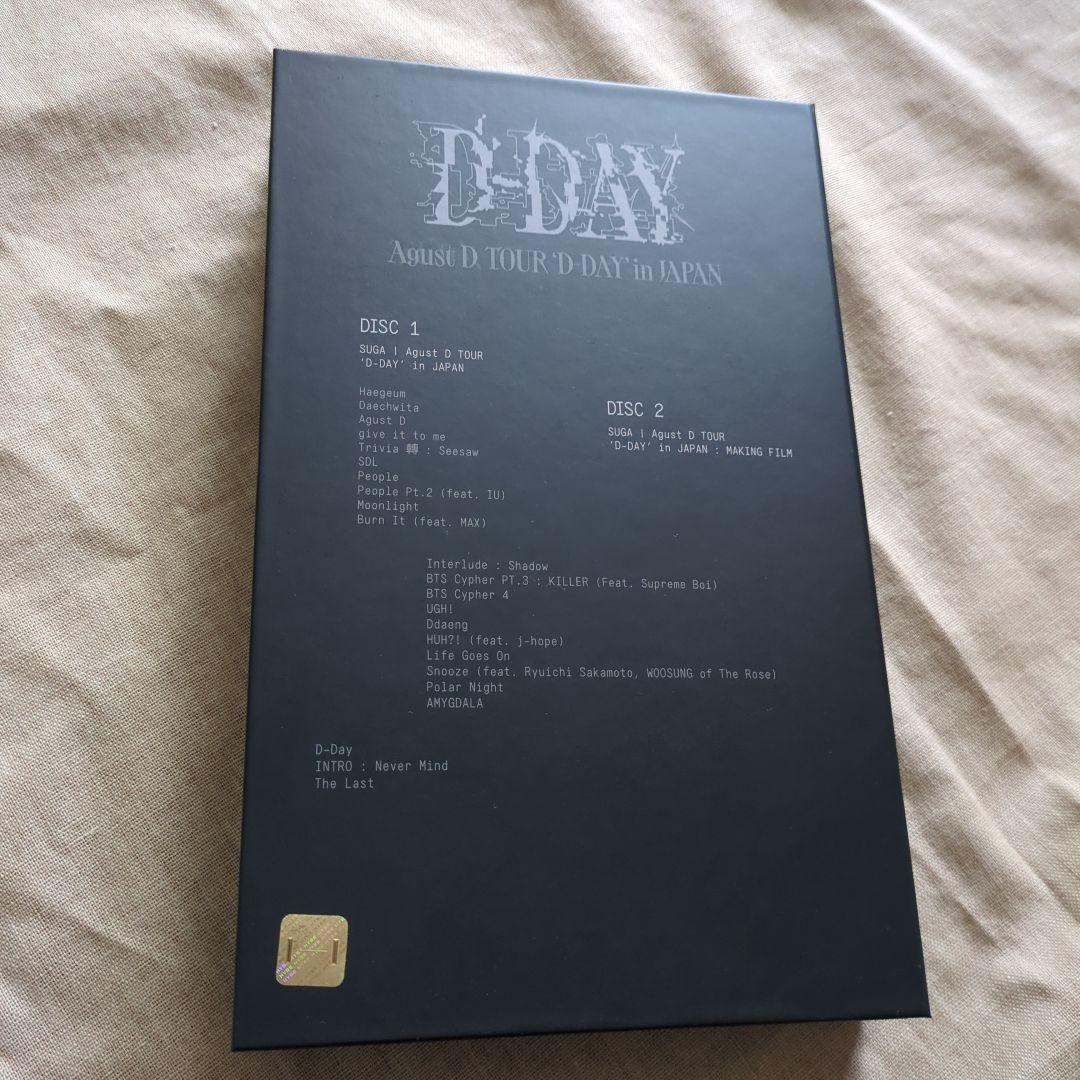 D-DAY
Agust D TOUR 'D-DAY' in JAPAN
DISC 1
SUGA | Agust D TOUR
'D-DAY' in JAPAN
Haegeum
Daechwita
Agust D
give it to me
Trivia 轉 : Seesaw
SDL
People
People Pt.2 (feat. IU)
Moonlight
Burn It (feat. MAX)
DISC 2
SUGA | Agust D TOUR
'D-DAY' in JAPAN : MAKING FILM
Interlude : Shadow
BTS Cypher PT.3 : KILLER (Feat. Supreme Boi)
BTS Cypher 4
UGH!
Ddaeng
HUH?! (feat. j-hope)
Life Goes On
Snooze (feat. Ryuichi Sakamoto, WOOSUNG of The Rose)
Polar Night
AMYGDALA
D-Day
INTRO : Never Mind
The Last